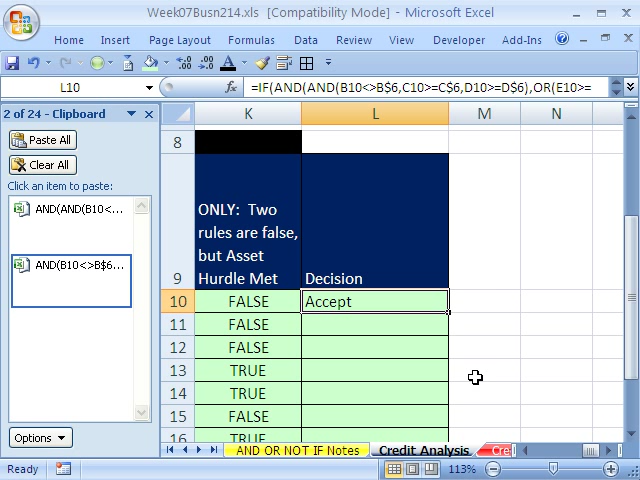 Week07Busn214.xls [Compatibility Mode] - Microsoft Excel
Home Insert Page Layout Formulas Data Review View Developer Add-Ins
L10 fx =IF(AND(AND(B10<>B$6,C10>=C$6,D10>=D$6),OR(E10>=
2 of 24 - Clipboard
Paste All
Clear All
Click an item to paste:
AND(AND(B10<...
AND(B10<>B$6...
Options
K L M N
8
9 ONLY: Two
rules are false,
but Asset
Hurdle Met Decision
10 FALSE Accept
11 FALSE
12 FALSE
13 TRUE
14 TRUE
15 FALSE
16 TRUE
AND OR NOT IF Notes Credit Analysis Cre
Ready 113%